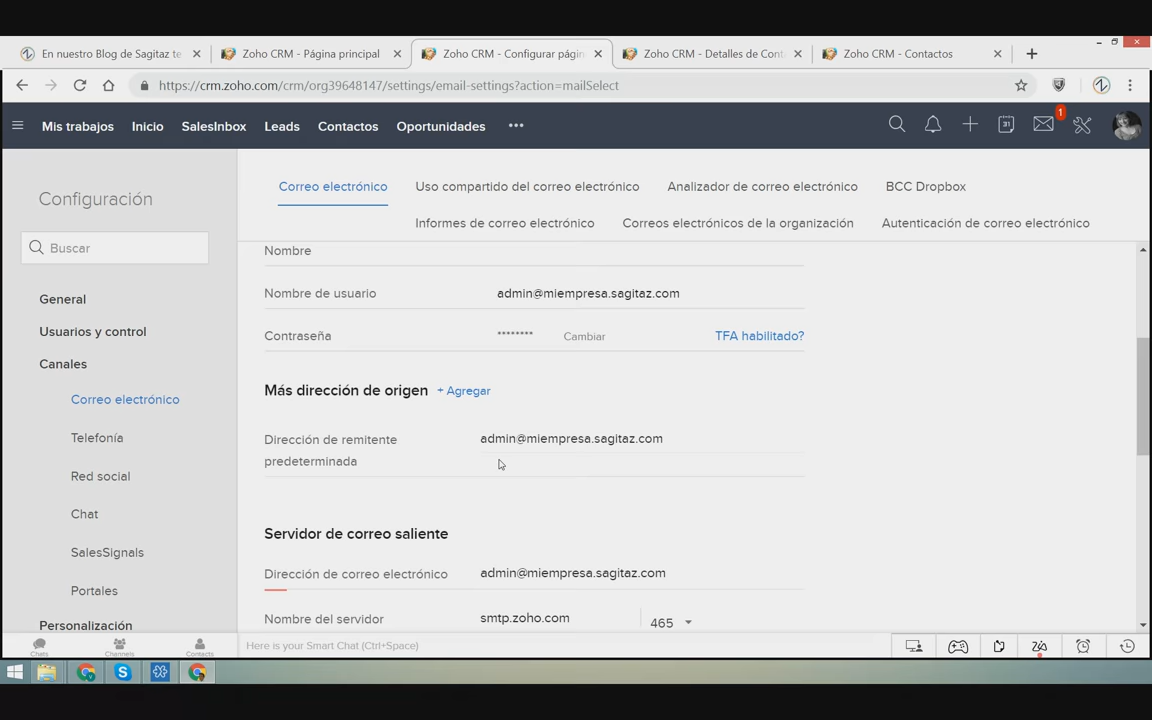 En nuestro Blog de Sagitaz te
Zoho CRM - Página principal
Zoho CRM - Configurar págin
Zoho CRM - Detalles de Cont
Zoho CRM - Contactos
https://crm.zoho.com/crm/org39648147/settings/email-settings?action=mailSelect
Mis trabajos
Inicio
SalesInbox
Leads
Contactos
Oportunidades
31
1
Configuración
Buscar
General
Usuarios y control
Canales
Correo electrónico
Telefonía
Red social
Chat
SalesSignals
Portales
Personalización
Correo electrónico
Uso compartido del correo electrónico
Analizador de correo electrónico
BCC Dropbox
Informes de correo electrónico
Correos electrónicos de la organización
Autenticación de correo electrónico
Nombre
Nombre de usuario admin@miempresa.sagitaz.com
Contraseña ******** Cambiar TFA habilitado?
Más dirección de origen + Agregar
Dirección de remitente
predeterminada
admin@miempresa.sagitaz.com
Servidor de correo saliente
Dirección de correo electrónico admin@miempresa.sagitaz.com
Nombre del servidor smtp.zoho.com 465
Chats
Channels
Contacts
Here is your Smart Chat (Ctrl+Space)